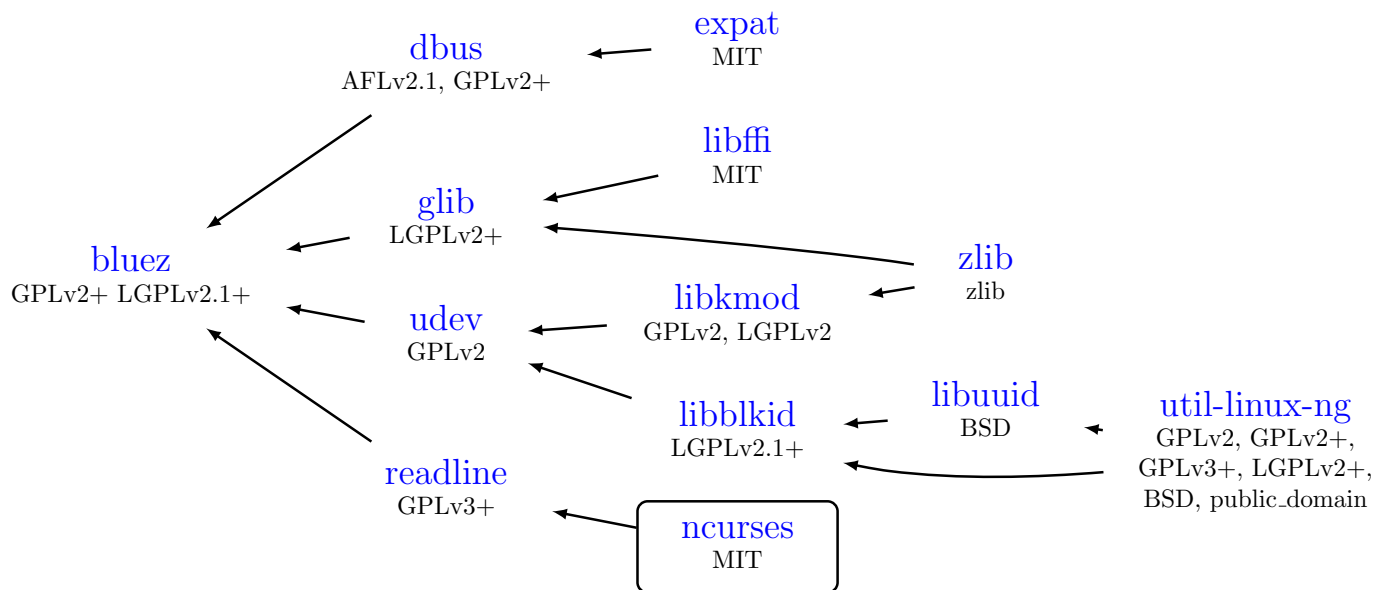 expat
MIT
dbus
AFLv2.1, GPLv2+
libffi
MIT
glib
LGPLv2+
bluez
GPLv2+ LGPLv2.1+
zlib
zlib
libkmod
GPLv2, LGPLv2
udev
GPLv2
libblkid
LGPLv2.1+
libuuid
BSD
util-linux-ng
GPLv2, GPLv2+,
GPLv3+, LGPLv2+,
BSD, public_domain
readline
GPLv3+
ncurses
MIT